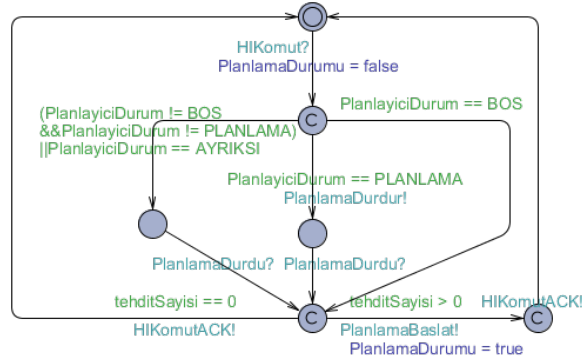 HIKomut?
PlanlamaDurumu = false
(PlanlayiciDurum != BOS
&&PlanlayiciDurum != PLANLAMA)
||PlanlayiciDurum == AYRIKSI
C
PlanlayiciDurum == BOS
PlanlayiciDurum == PLANLAMA
PlanlamaDurdur!
PlanlamaDurdu?
PlanlamaDurdu?
tehditSayisi == 0
HIKomutACK!
C
tehditSayisi > 0
PlanlamaBaslat!
PlanlamaDurumu = true
HIKomutACK!
C